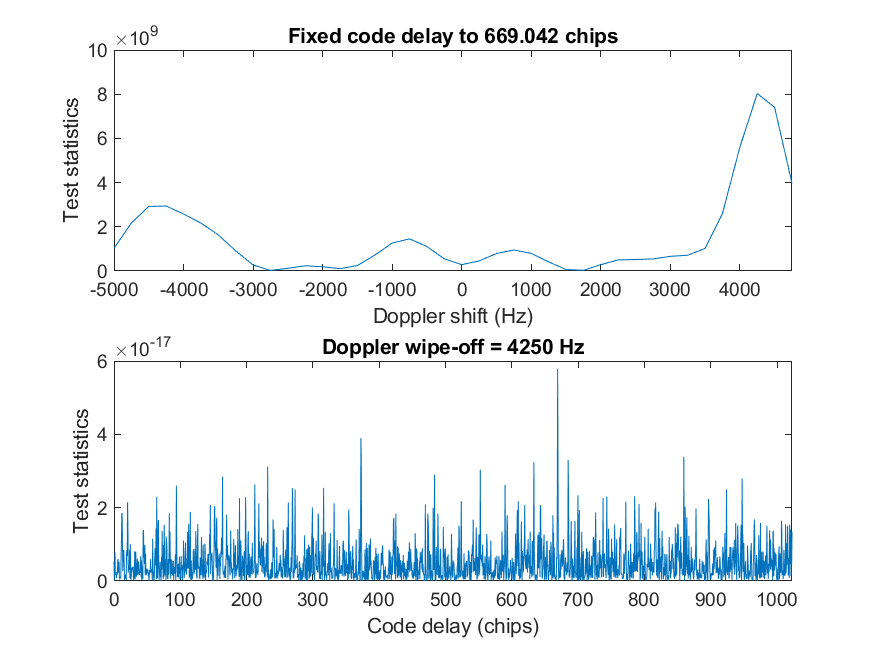 ×10^9
Fixed code delay to 669.042 chips
10
8
6
4
2
0
Test statistics
-5000 -4000 -3000 -2000 -1000 0 1000 2000 3000 4000
Doppler shift (Hz)
×10^-17
Doppler wipe-off = 4250 Hz
6
4
2
0
Test statistics
0 100 200 300 400 500 600 700 800 900 1000
Code delay (chips)